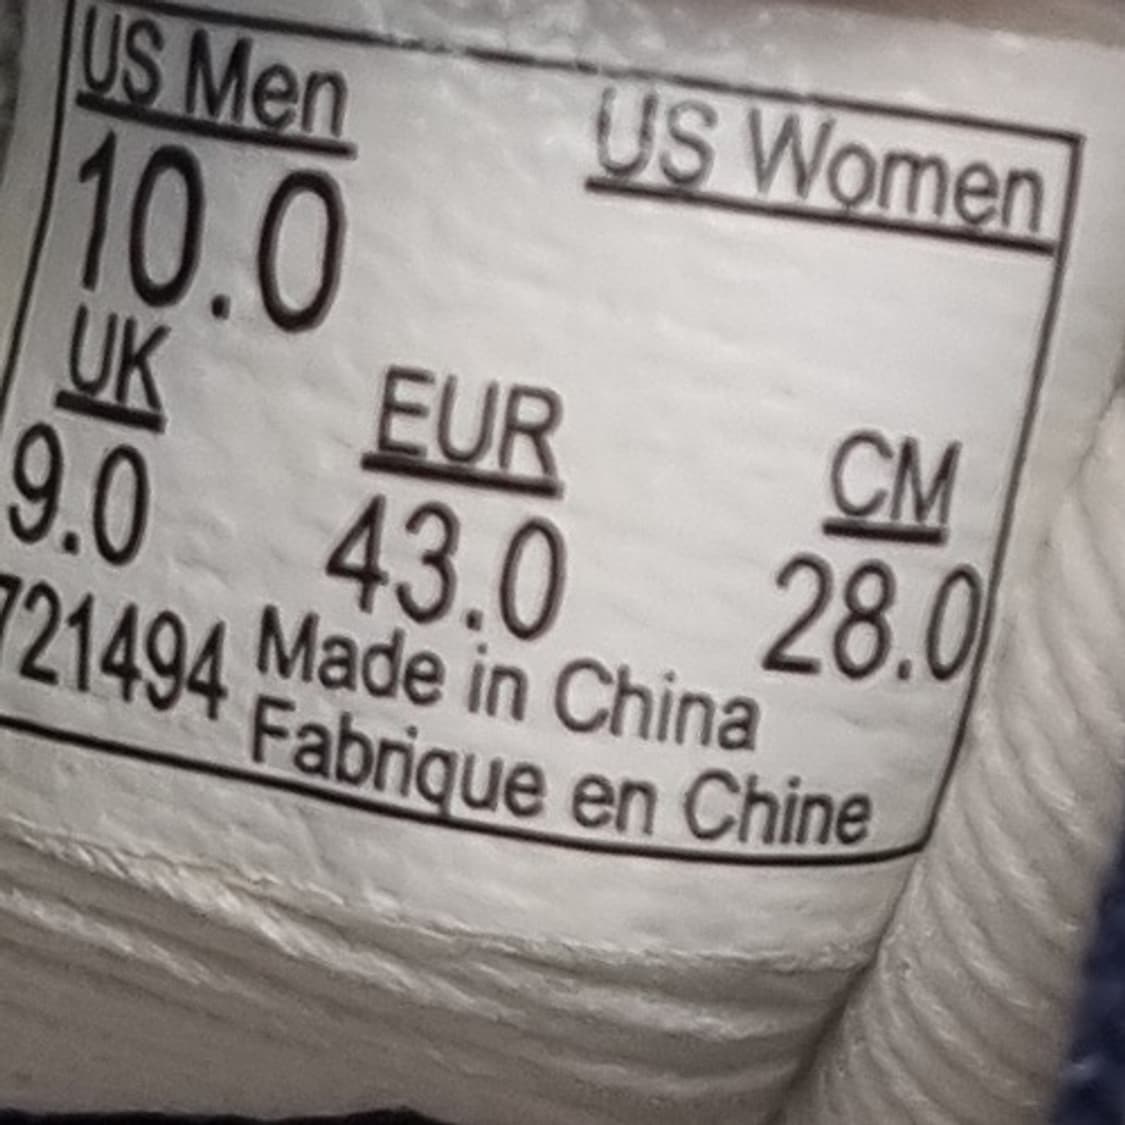 US Men US Women
10.0
UK EUR CM
9.0 43.0 28.0
721494 Made in China
Fabrique en Chine